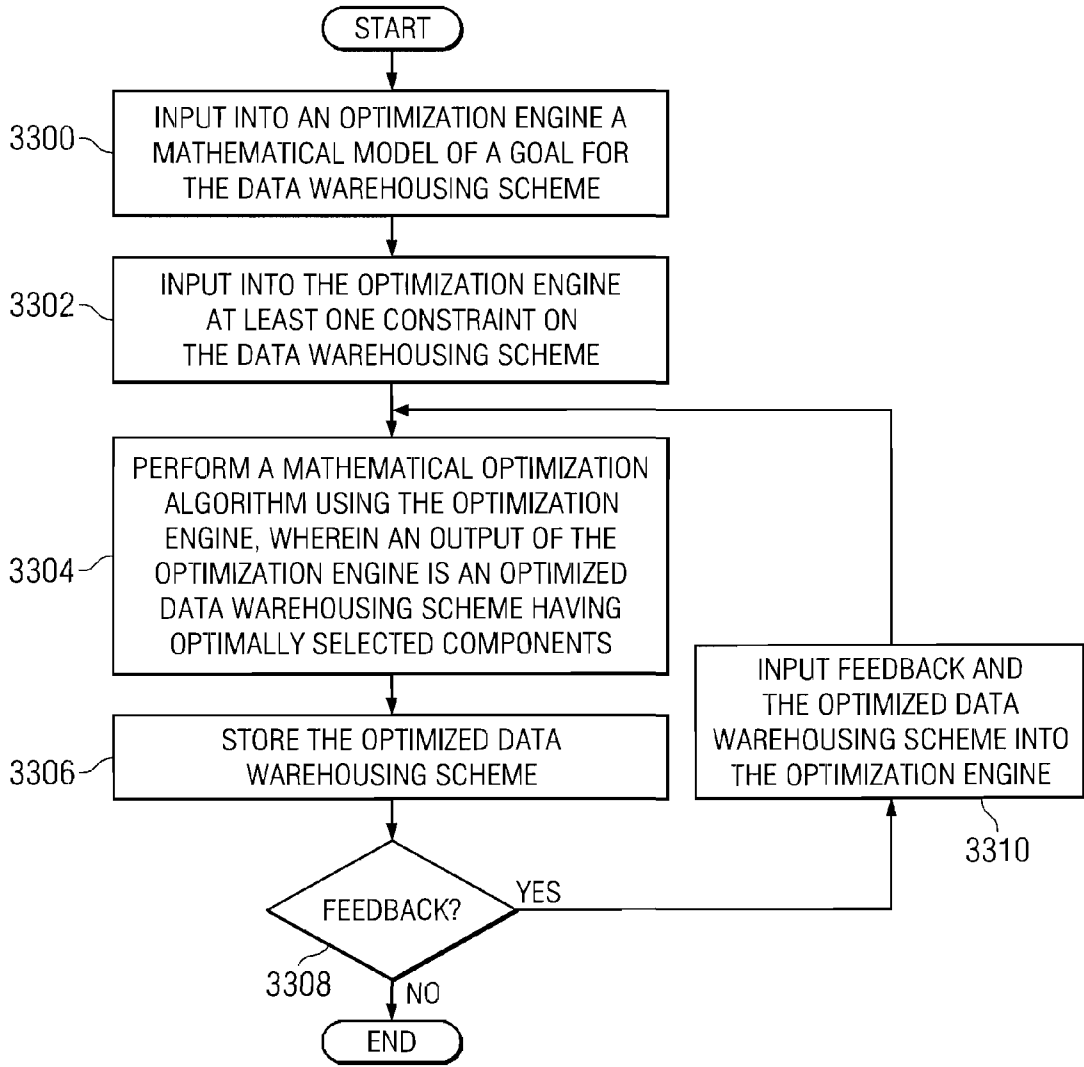 START
3300
INPUT INTO AN OPTIMIZATION ENGINE A
MATHEMATICAL MODEL OF A GOAL FOR
THE DATA WAREHOUSING SCHEME
3302
INPUT INTO THE OPTIMIZATION ENGINE
AT LEAST ONE CONSTRAINT ON
THE DATA WAREHOUSING SCHEME
3304
PERFORM A MATHEMATICAL OPTIMIZATION
ALGORITHM USING THE OPTIMIZATION
ENGINE, WHEREIN AN OUTPUT OF THE
OPTIMIZATION ENGINE IS AN OPTIMIZED
DATA WAREHOUSING SCHEME HAVING
OPTIMALLY SELECTED COMPONENTS
3306
STORE THE OPTIMIZED DATA
WAREHOUSING SCHEME
FEEDBACK?
3308
YES
NO
INPUT FEEDBACK AND
THE OPTIMIZED DATA
WAREHOUSING SCHEME INTO
THE OPTIMIZATION ENGINE
3310
END